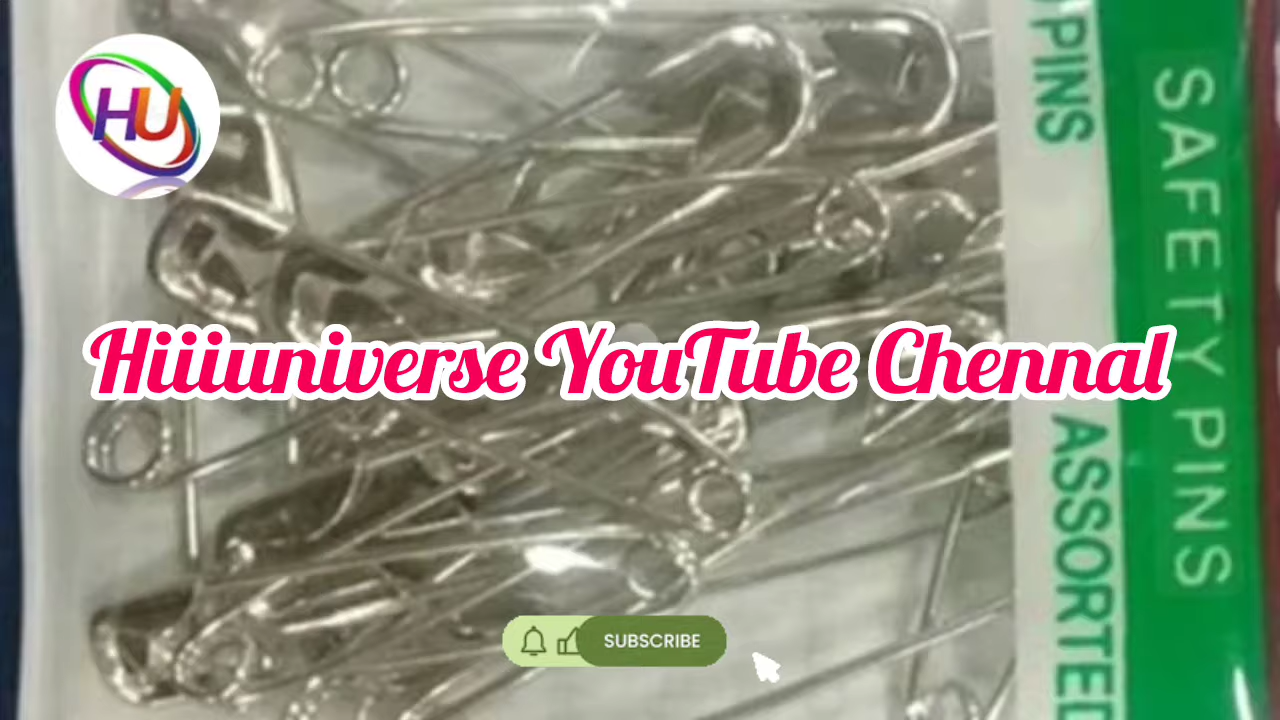 HU
PINS
SAFETY PINS
Hiiiuniverse YouTube Chennal
ASSORTED
SUBSCRIBE